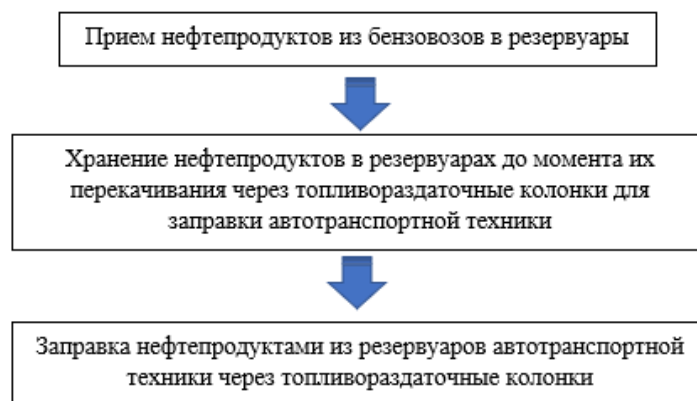 Прием нефтепродуктов из бензовозов в резервуары
Хранение нефтепродуктов в резервуарах до момента их
перекачивания через топливораздаточные колонки для
заправки автотранспортной техники
Заправка нефтепродуктами из резервуаров автотранспортной
техники через топливораздаточные колонки